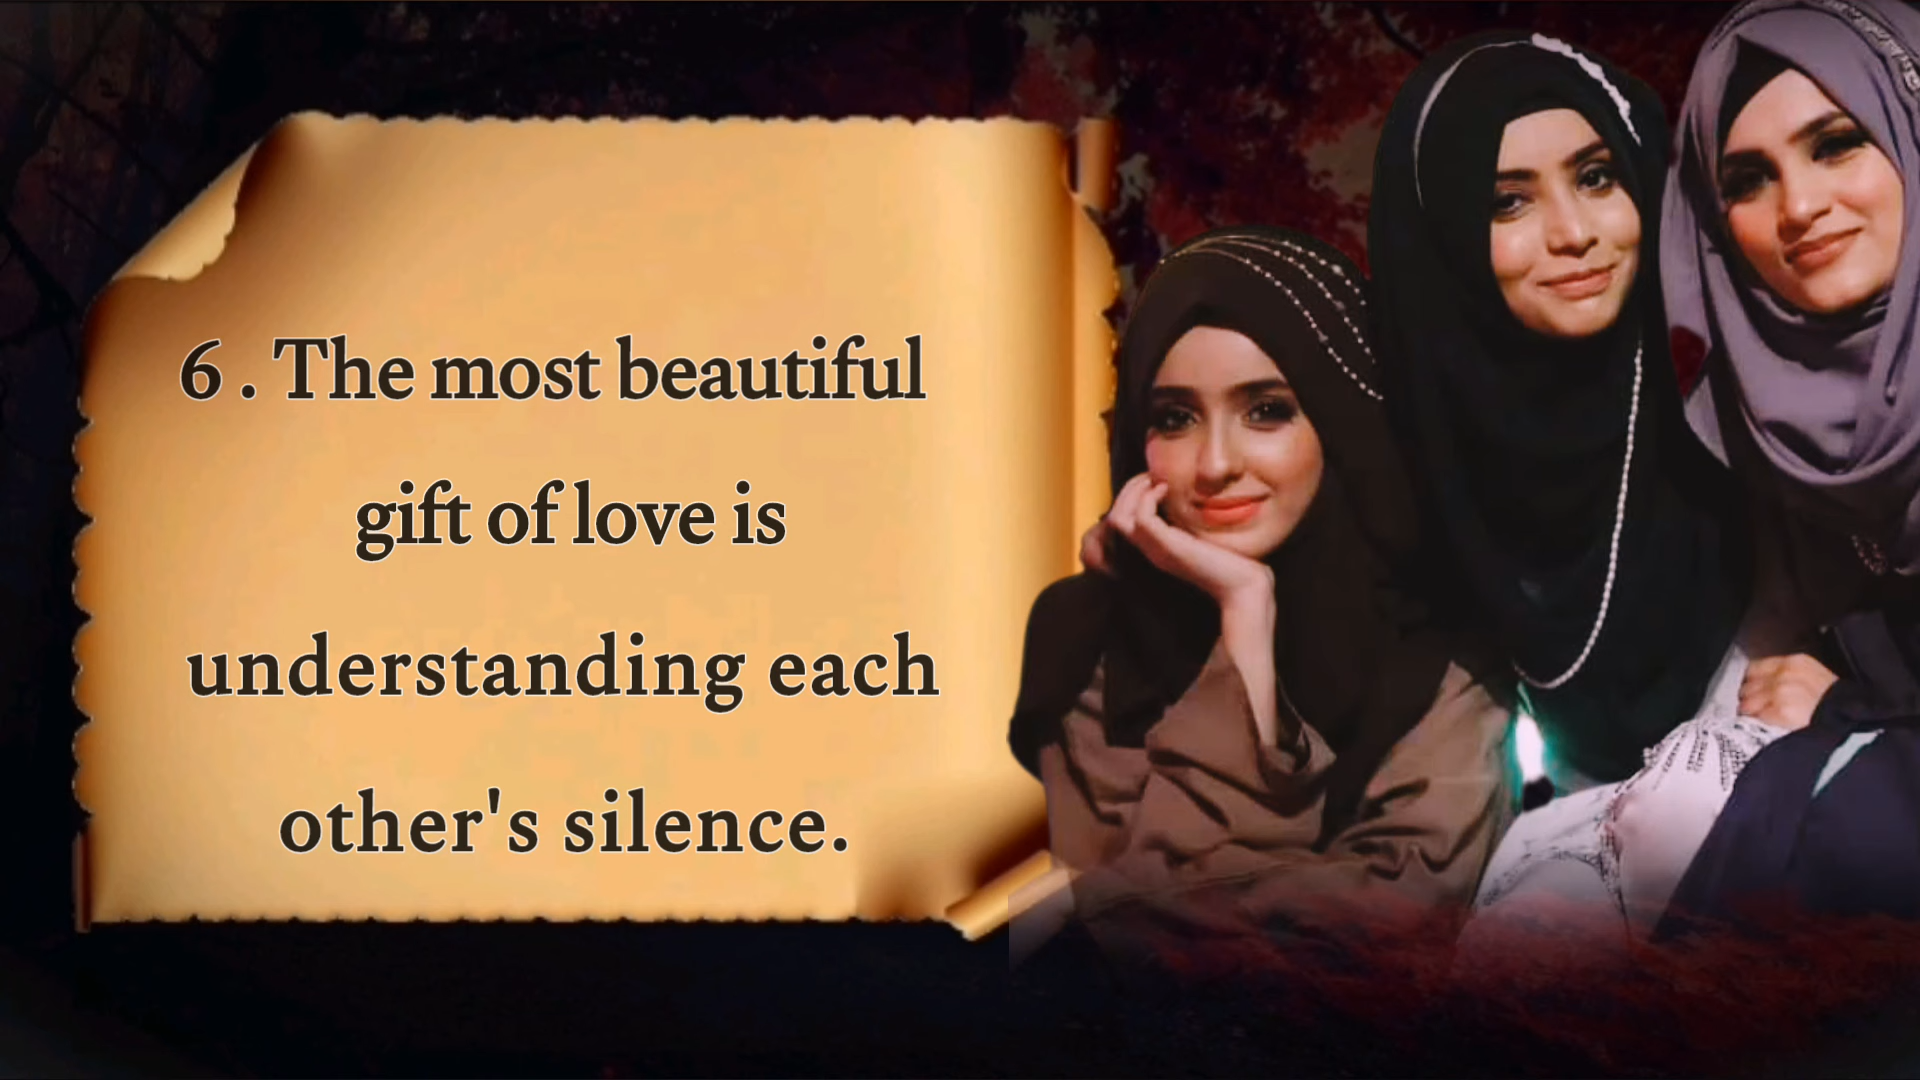 6 . The most beautiful
gift of love is
understanding each
other's silence.